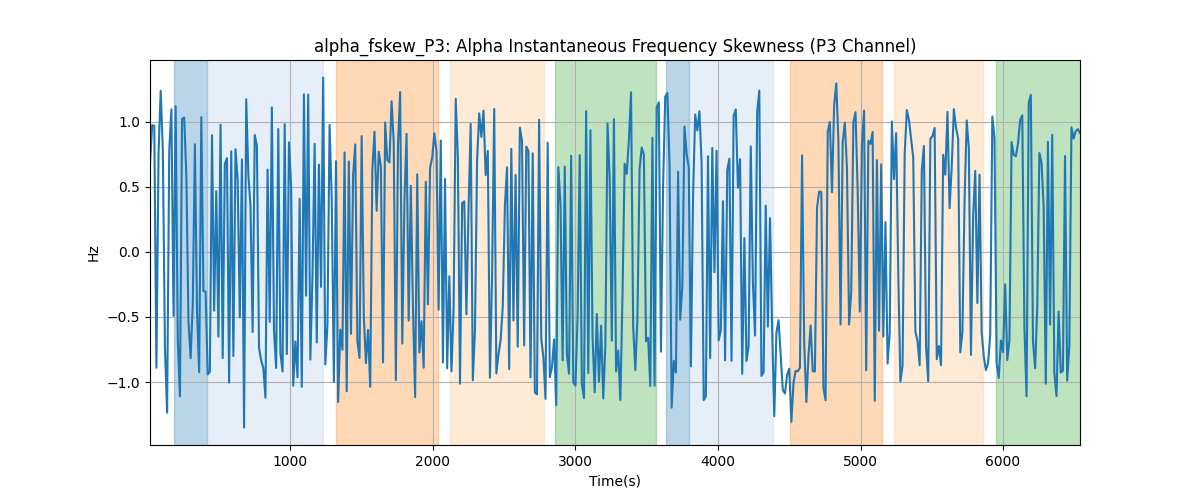 alpha_fskew_P3: Alpha Instantaneous Frequency Skewness (P3 Channel)
1.0
0.5
0.0
−0.5
−1.0
Hz
1000 2000 3000 4000 5000 6000
Time(s)